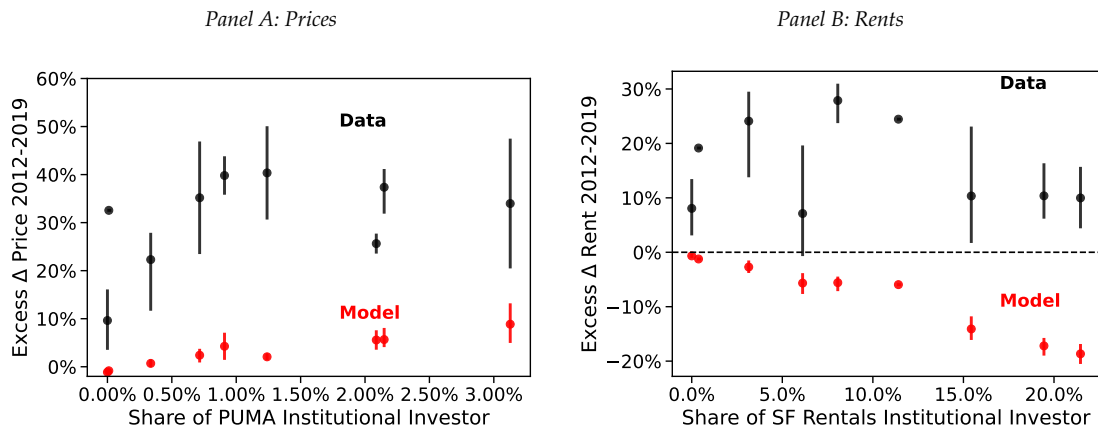 Panel A: Prices
Excess Δ Price 2012-2019
60%
50%
40%
30%
20%
10%
0%
Data
Model
0.00% 0.50% 1.00% 1.50% 2.00% 2.50% 3.00%
Share of PUMA Institutional Investor
Panel B: Rents
Excess Δ Rent 2012-2019
30%
20%
10%
0%
−10%
−20%
Data
Model
0.0% 5.0% 10.0% 15.0% 20.0%
Share of SF Rentals Institutional Investor